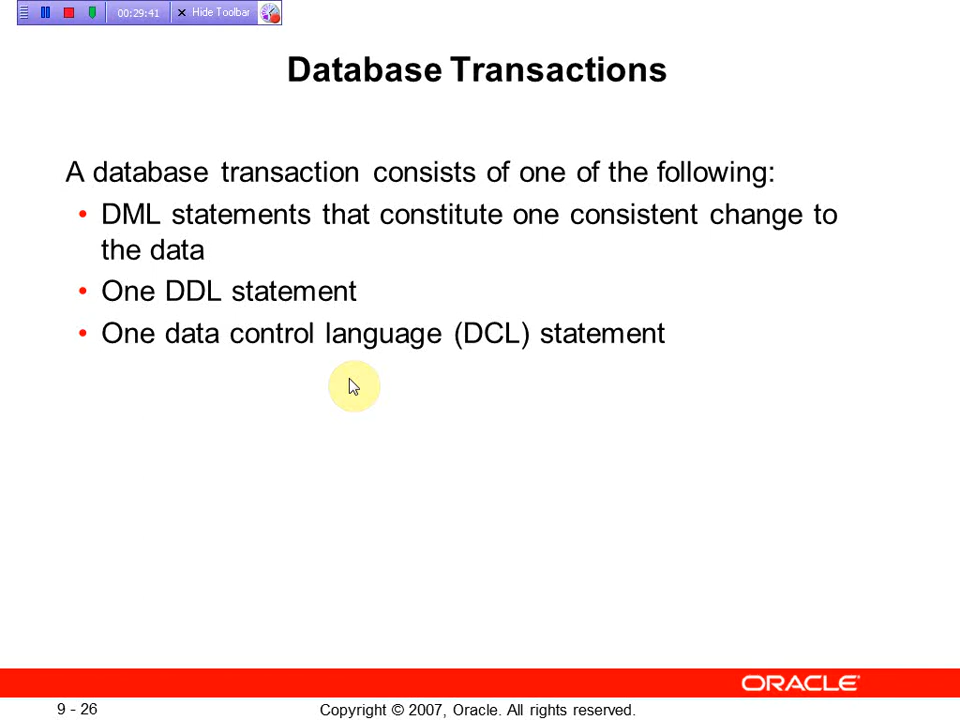 00:29:41 Hide Toolbar
Database Transactions
A database transaction consists of one of the following:
• DML statements that constitute one consistent change to
the data
• One DDL statement
• One data control language (DCL) statement
ORACLE
9 - 26 Copyright © 2007, Oracle. All rights reserved.